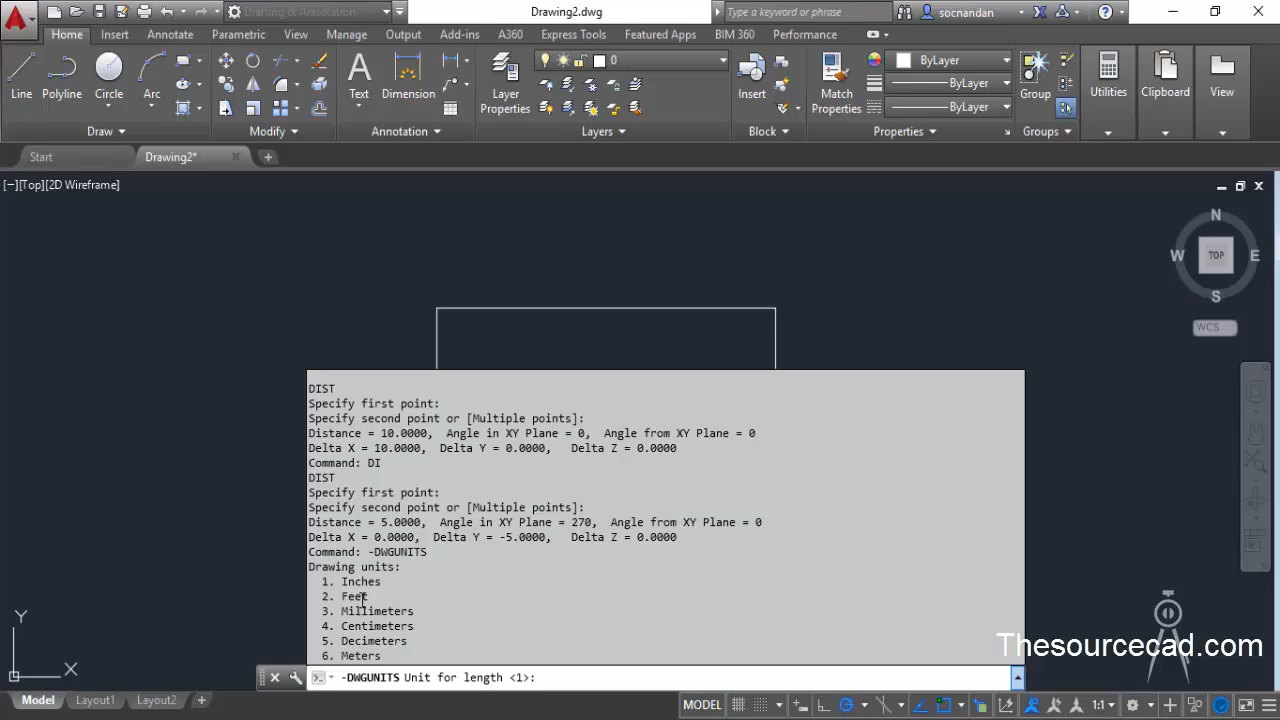 Drafting & Annotation
Drawing2.dwg
Type a keyword or phrase
socnandan
Home
Insert
Annotate
Parametric
View
Manage
Output
Add-ins
A360
Express Tools
Featured Apps
BIM 360
Performance
Line
Polyline
Circle
Arc
Text
Dimension
Layer
Properties
0
Insert
Match
Properties
ByLayer
ByLayer
ByLayer
Group
Utilities
Clipboard
View
Draw
Modify
Annotation
Layers
Block
Properties
Groups
Start
Drawing2*
[−][Top][2D Wireframe]
N
W
TOP
E
S
WCS
DIST
Specify first point:
Specify second point or [Multiple points]:
Distance = 10.0000,  Angle in XY Plane = 0,  Angle from XY Plane = 0
Delta X = 10.0000,  Delta Y = 0.0000,   Delta Z = 0.0000
Command: DI
DIST
Specify first point:
Specify second point or [Multiple points]:
Distance = 5.0000,  Angle in XY Plane = 270,  Angle from XY Plane = 0
Delta X = 0.0000,  Delta Y = -5.0000,   Delta Z = 0.0000
Command: -DWGUNITS
Drawing units:
1. Inches
2. Feet
3. Millimeters
4. Centimeters
5. Decimeters
6. Meters
-DWGUNITS Unit for length <1>:
Y
X
Thesourcecad.com
Model
Layout1
Layout2
MODEL
1:1